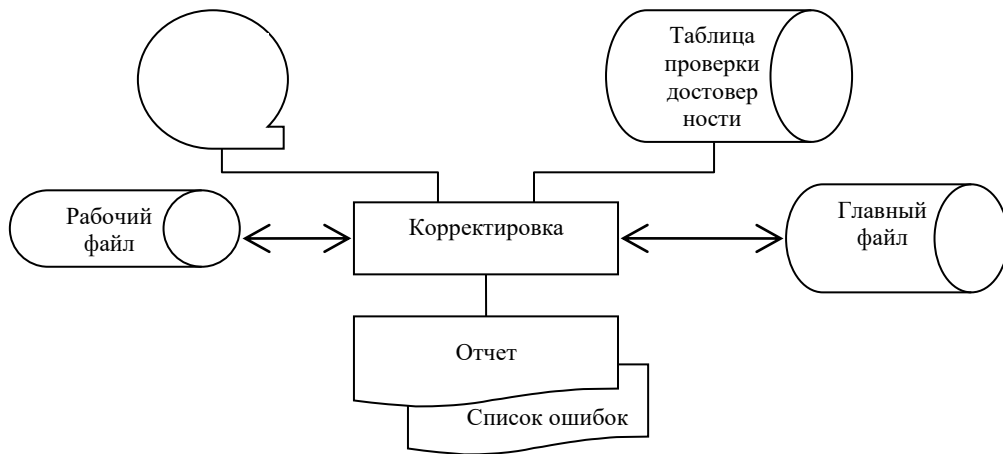 Таблица
проверки
достовер
ности
Рабочий
файл
Корректировка
Главный
файл
Отчет
Список ошибок